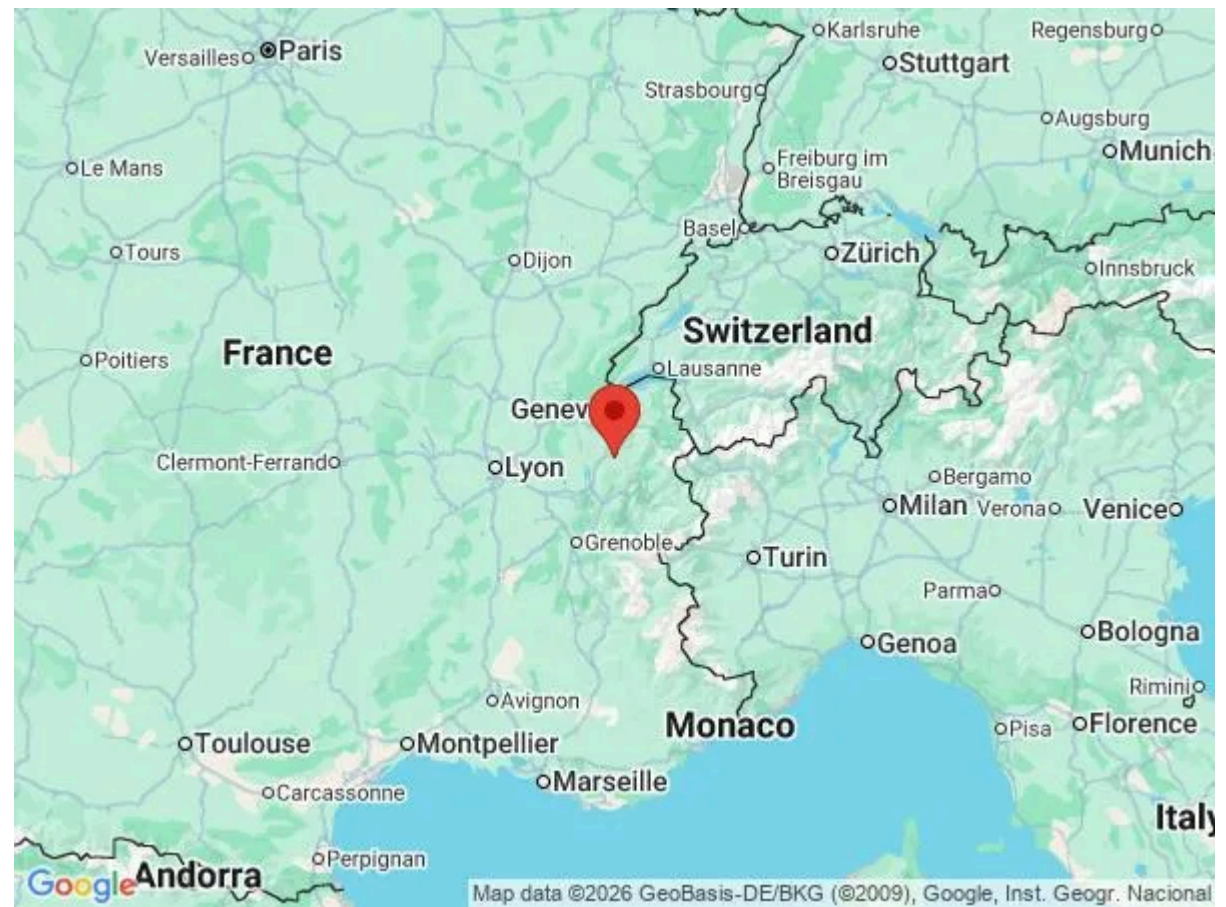 Karlsruhe
Regensburg
Paris
Versailles
Stuttgart
Strasbourg
Augsburg
Munich
Le Mans
Freiburg im
Breisgau
Basel
Zürich
Tours
Dijon
Innsbruck
Switzerland
France
Poitiers
Lausanne
Genev
Clermont-Ferrand
Lyon
Bergamo
Milan
Verona
Venice
Grenoble
Turin
Parma
Bologna
Genoa
Rimini
Avignon
Monaco
Pisa
Florence
Toulouse
Montpellier
Marseille
Carcassonne
Italy
Perpignan
Andorra
Google
Map data ©2026 GeoBasis-DE/BKG (©2009), Google, Inst. Geogr. Nacional